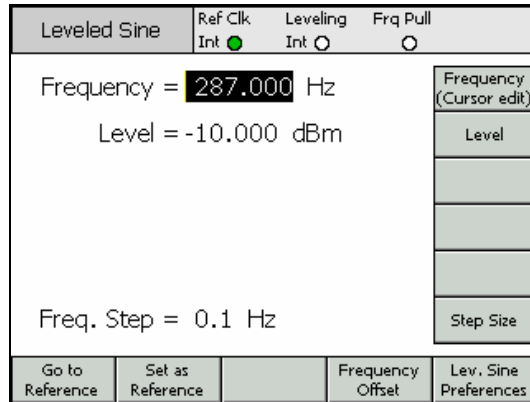 Leveled Sine
Ref Clk Leveling Frq Pull
Int Int
Frequency = 287.000 Hz
Level = -10.000 dBm
Freq. Step = 0.1 Hz
Frequency
(Cursor edit)
Level
Step Size
Go to
Reference
Set as
Reference
Frequency
Offset
Lev. Sine
Preferences